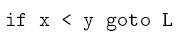 if x < y goto L